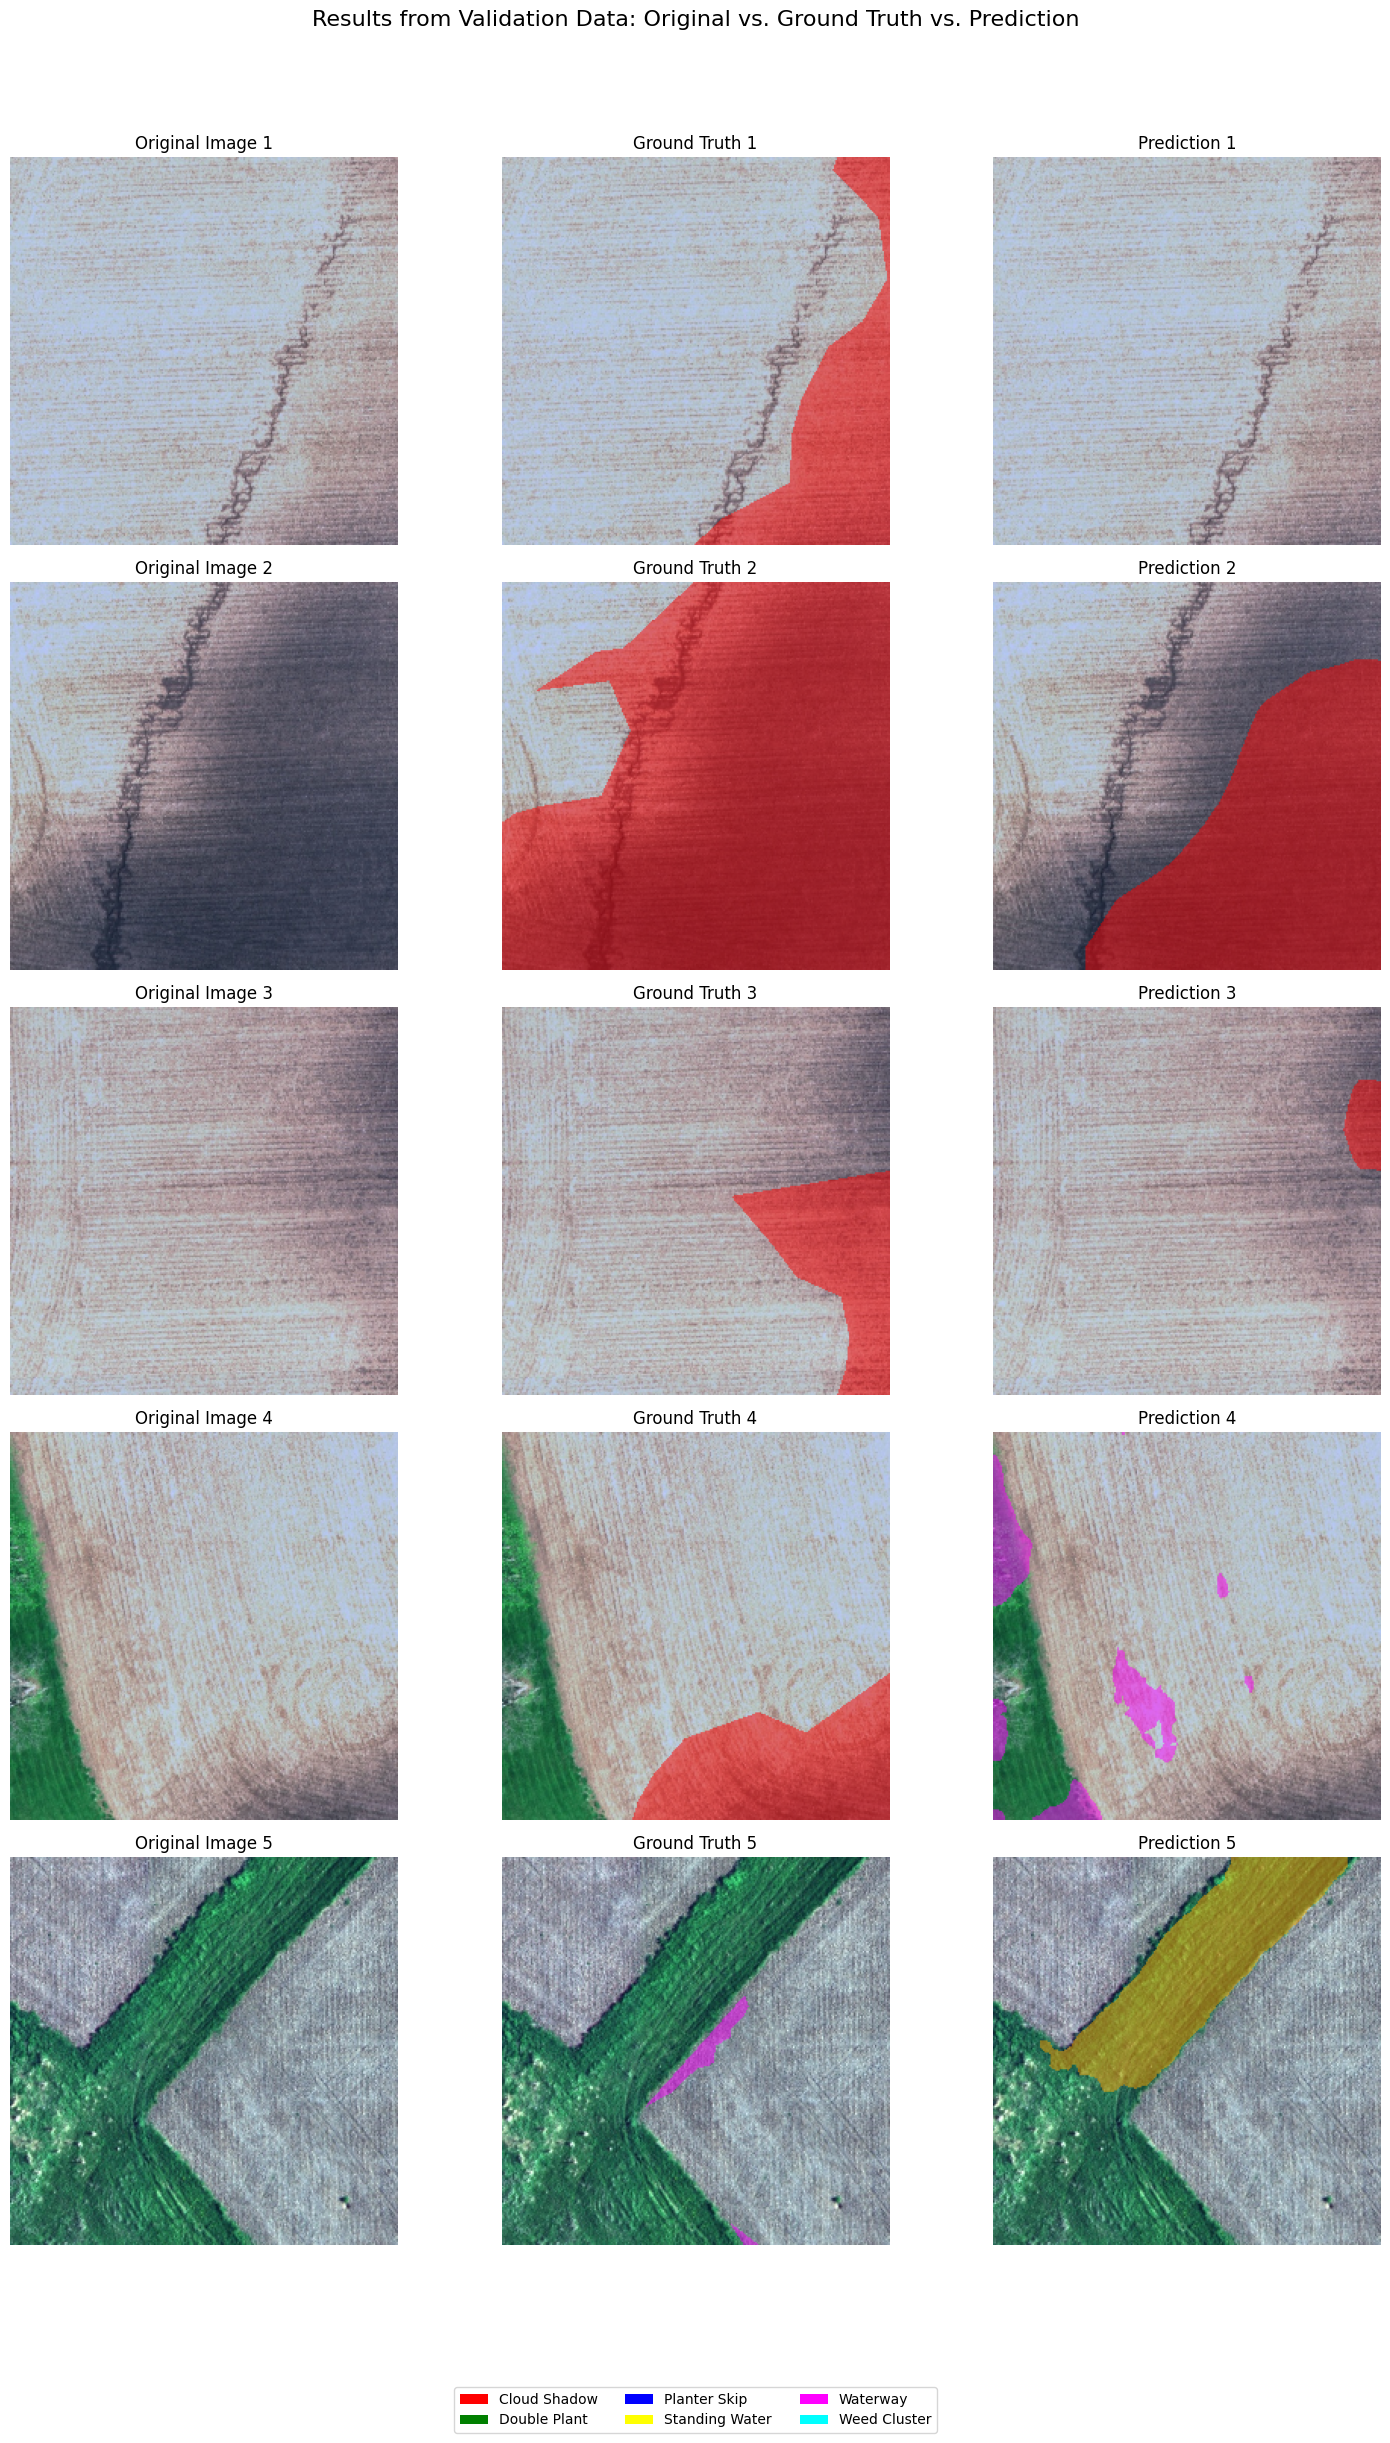 Results from Validation Data: Original vs. Ground Truth vs. Prediction
Original Image 1
Ground Truth 1
Prediction 1
Original Image 2
Ground Truth 2
Prediction 2
Original Image 3
Ground Truth 3
Prediction 3
Original Image 4
Ground Truth 4
Prediction 4
Original Image 5
Ground Truth 5
Prediction 5
Cloud Shadow
Planter Skip
Waterway
Double Plant
Standing Water
Weed Cluster